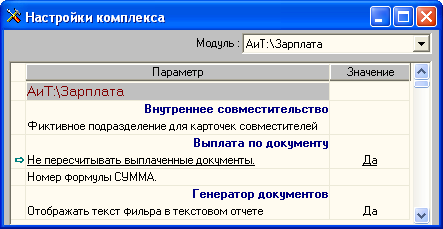 Настройки комплекса
Модуль : АиТ:\Зарплата
Параметр Значение
АиТ:\Зарплата
Внутреннее совместительство
Фиктивное подразделение для карточек совместителей
Выплата по документу
Не пересчитывать выплаченные документы. Да
Номер формулы СУММА.
Генератор документов
Отображать текст фильра в текстовом отчете Да